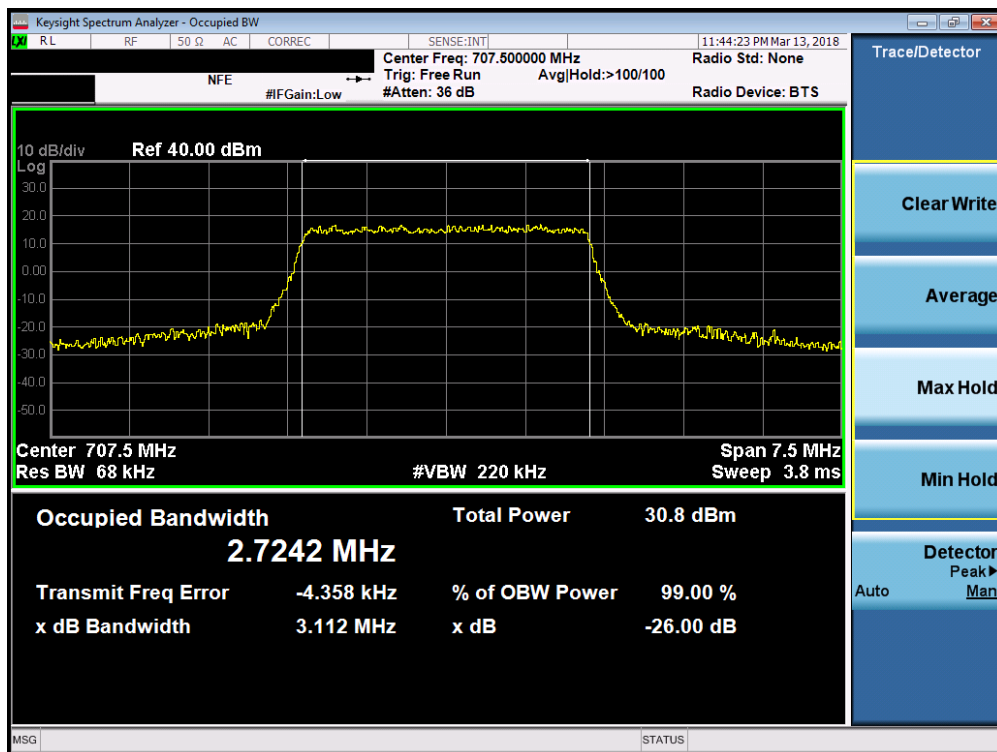 Keysight Spectrum Analyzer - Occupied BW
LXI RL RF 50 Ω AC CORREC SENSE:INT 11:44:23 PM Mar 13, 2018
Center Freq: 707.500000 MHz Radio Std: None
NFE Trig: Free Run Avg|Hold:>100/100
#IFGain:Low #Atten: 36 dB Radio Device: BTS
10 dB/div Ref 40.00 dBm
Log
30.0
20.0
10.0
0.00
-10.0
-20.0
-30.0
-40.0
-50.0
Center 707.5 MHz Span 7.5 MHz
Res BW 68 kHz #VBW 220 kHz Sweep 3.8 ms
Occupied Bandwidth Total Power 30.8 dBm
2.7242 MHz
Transmit Freq Error -4.358 kHz % of OBW Power 99.00 %
x dB Bandwidth 3.112 MHz x dB -26.00 dB
MSG STATUS
Trace/Detector
Clear Write
Average
Max Hold
Min Hold
Detector
Peak▶
Auto Man